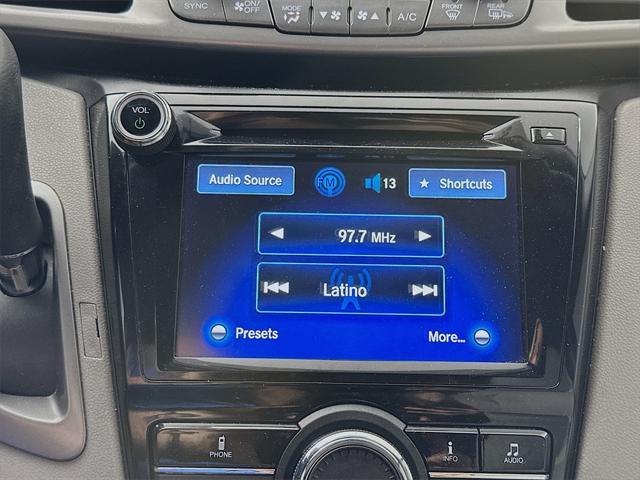 SYNC
ON/OFF
MODE
A/C
FRONT
REAR
VOL
Audio Source
FM
13
★ Shortcuts
97.7 MHz
Latino
Presets
More...
PHONE
INFO
AUDIO